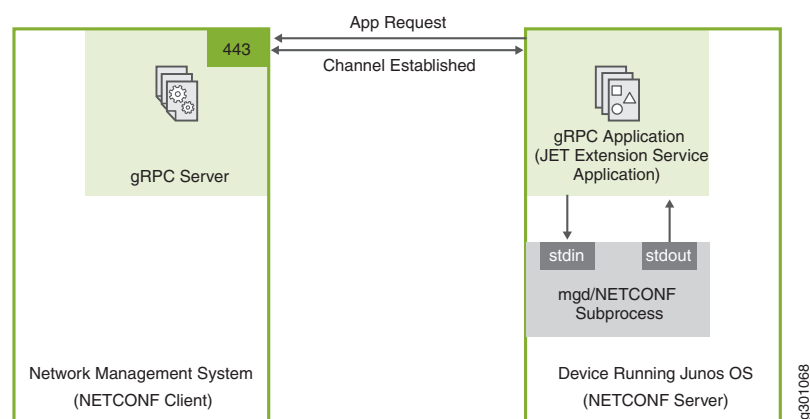 App Request
443
Channel Established
gRPC Server
gRPC Application
(JET Extension Service
Application)
stdin
stdout
mgd/NETCONF
Subprocess
Network Management System
(NETCONF Client)
Device Running Junos OS
(NETCONF Server)
g301068